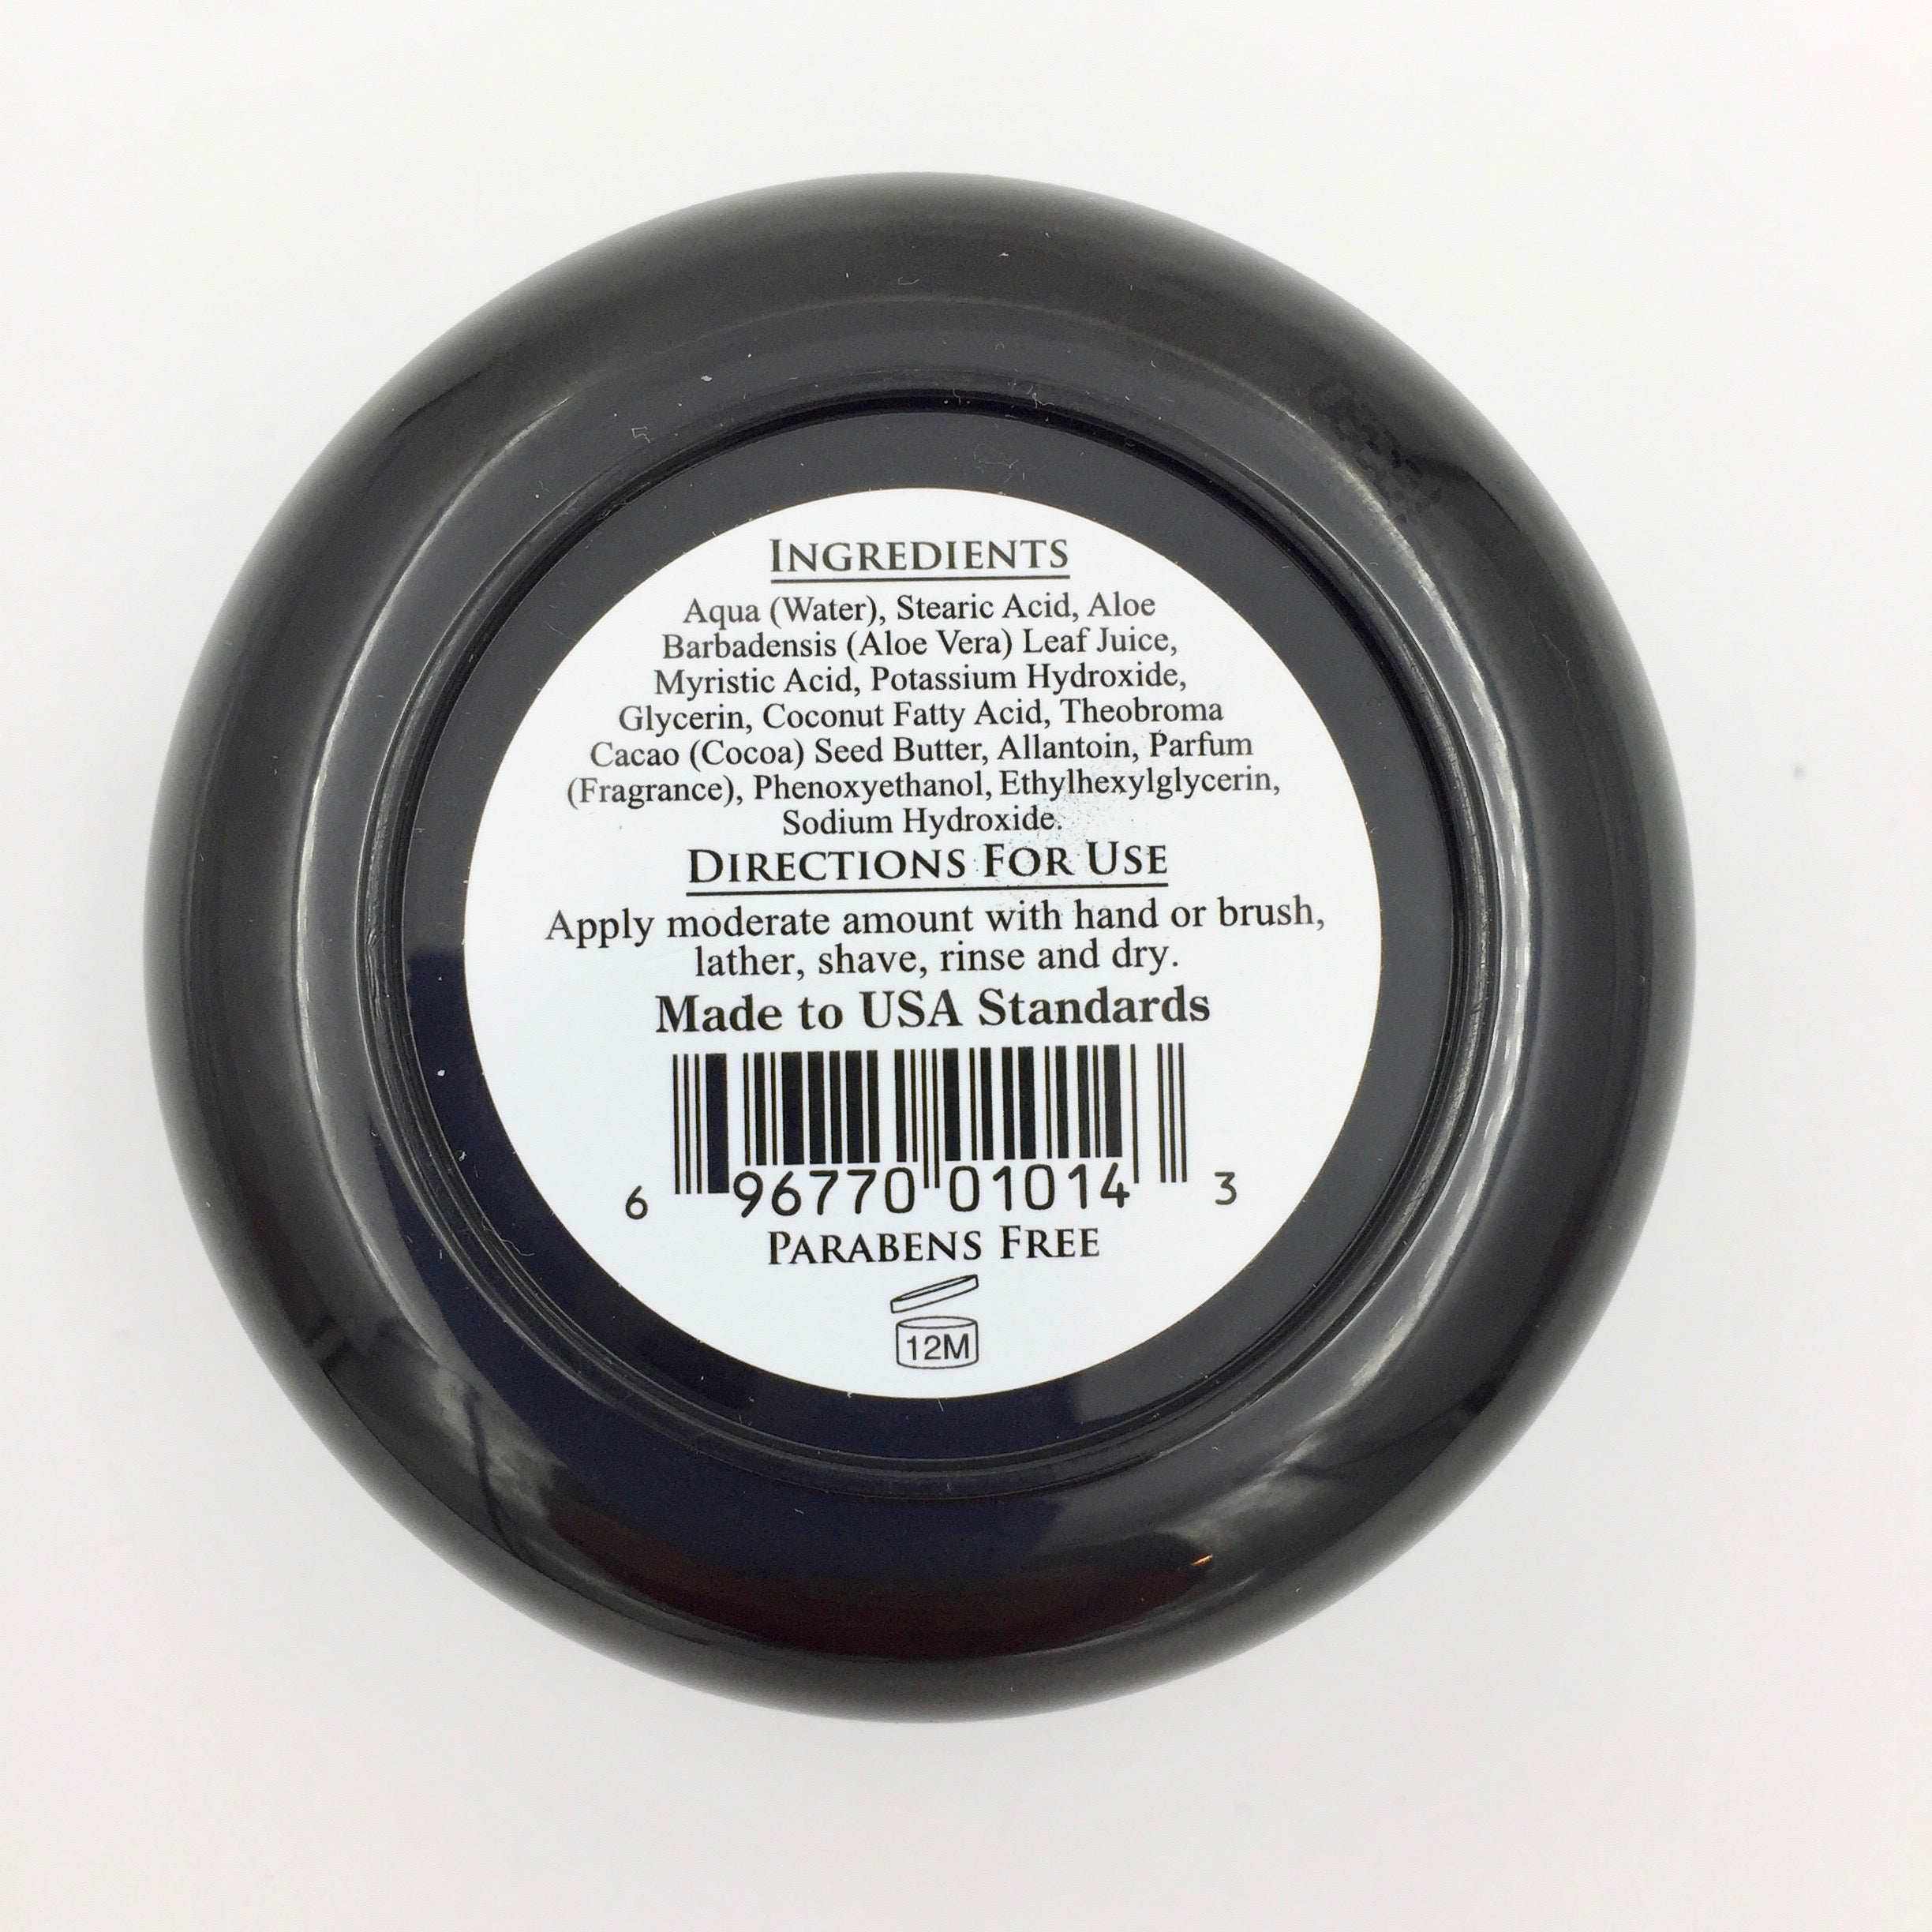 INGREDIENTS
Aqua (Water), Stearic Acid, Aloe
Barbadensis (Aloe Vera) Leaf Juice,
Myristic Acid, Potassium Hydroxide,
Glycerin, Coconut Fatty Acid, Theobroma
Cacao (Cocoa) Seed Butter, Allantoin, Parfum
(Fragrance), Phenoxyethanol, Ethylhexylglycerin,
Sodium Hydroxide.
DIRECTIONS FOR USE
Apply moderate amount with hand or brush,
lather, shave, rinse and dry.
Made to USA Standards
6 96770 01014 3
PARABENS FREE
12M